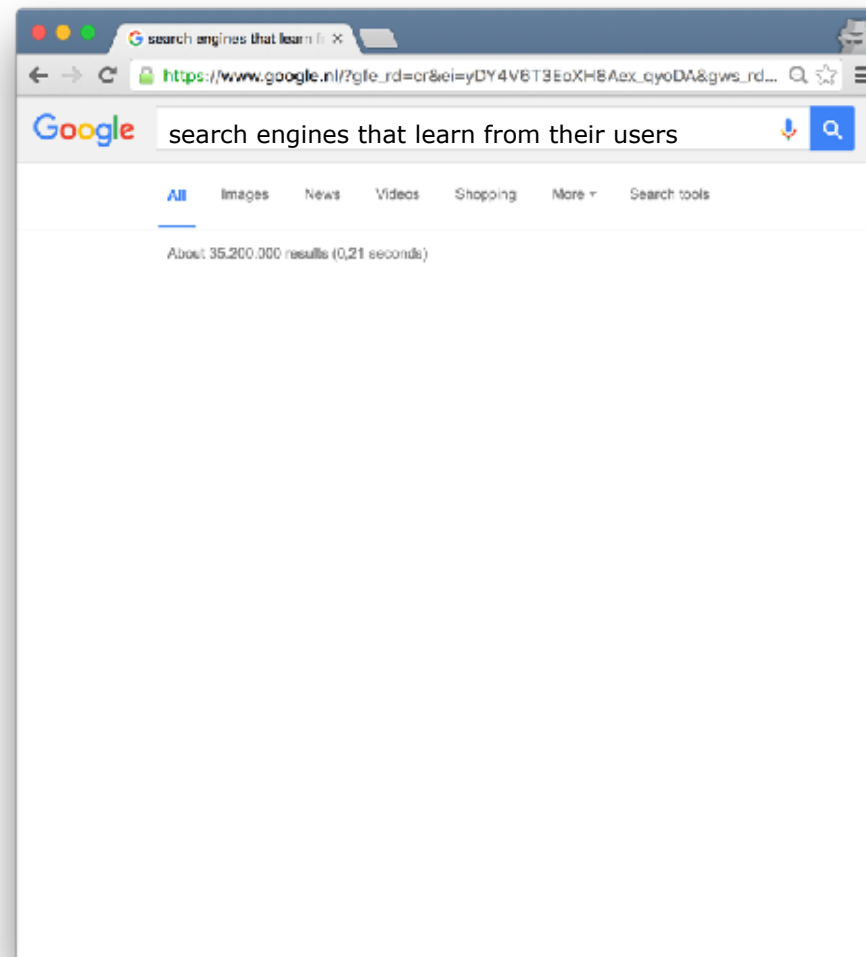 search engines that learn fr
https://www.google.nl/?gfe_rd=cr&ei=yDY4V6T3EoXH8Aex_qyoDA&gws_rd...
Google search engines that learn from their users
All Images News Videos Shopping More Search tools
About 35.200.000 results (0,21 seconds)